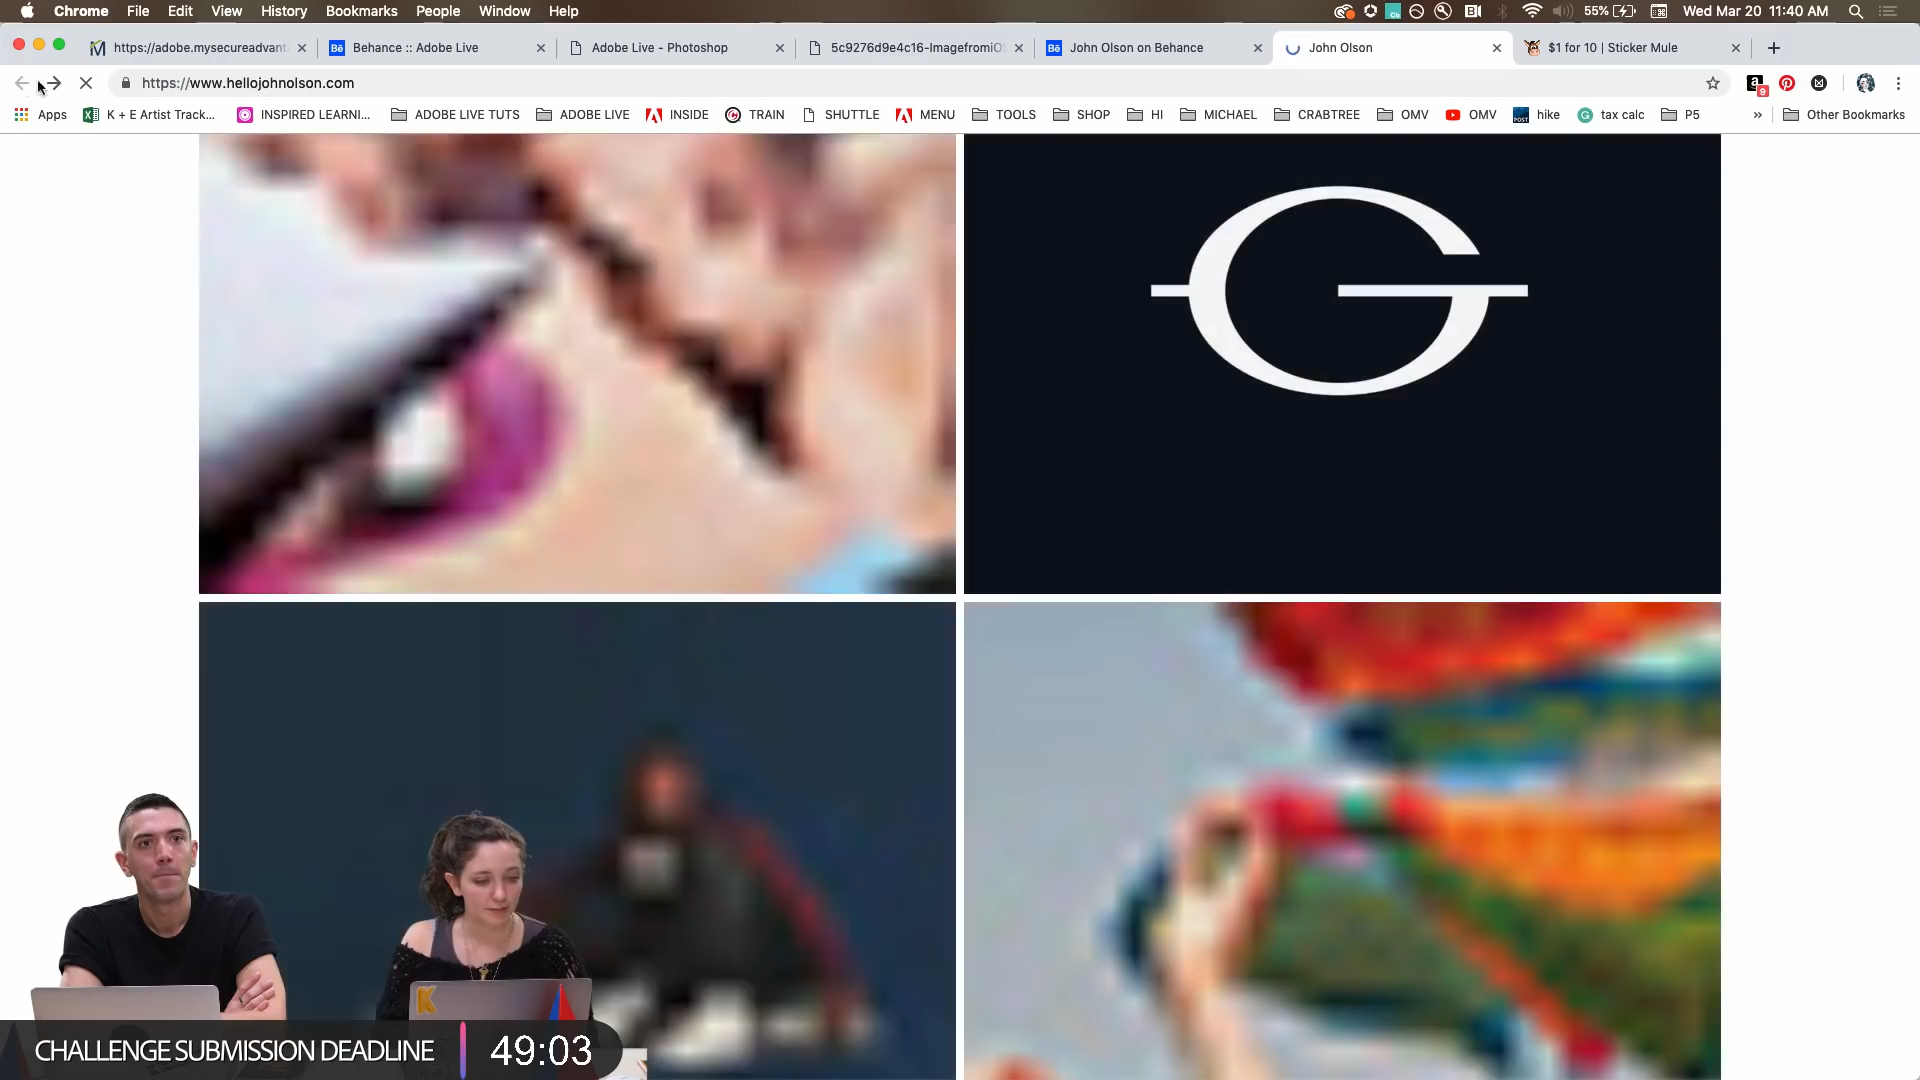 Chrome File Edit View History Bookmarks People Window Help 55% Wed Mar 20 11:40 AM
https://adobe.mysecureadvant Behance :: Adobe Live Adobe Live - Photoshop 5c9276d9e4c16-ImagefromiO John Olson on Behance John Olson $1 for 10 | Sticker Mule
https://www.hellojohnolson.com
Apps K + E Artist Track... INSPIRED LEARNI... ADOBE LIVE TUTS ADOBE LIVE INSIDE TRAIN SHUTTLE MENU TOOLS SHOP HI MICHAEL CRABTREE OMV OMV hike tax calc P5 » Other Bookmarks
G
K
CHALLENGE SUBMISSION DEADLINE 49:03